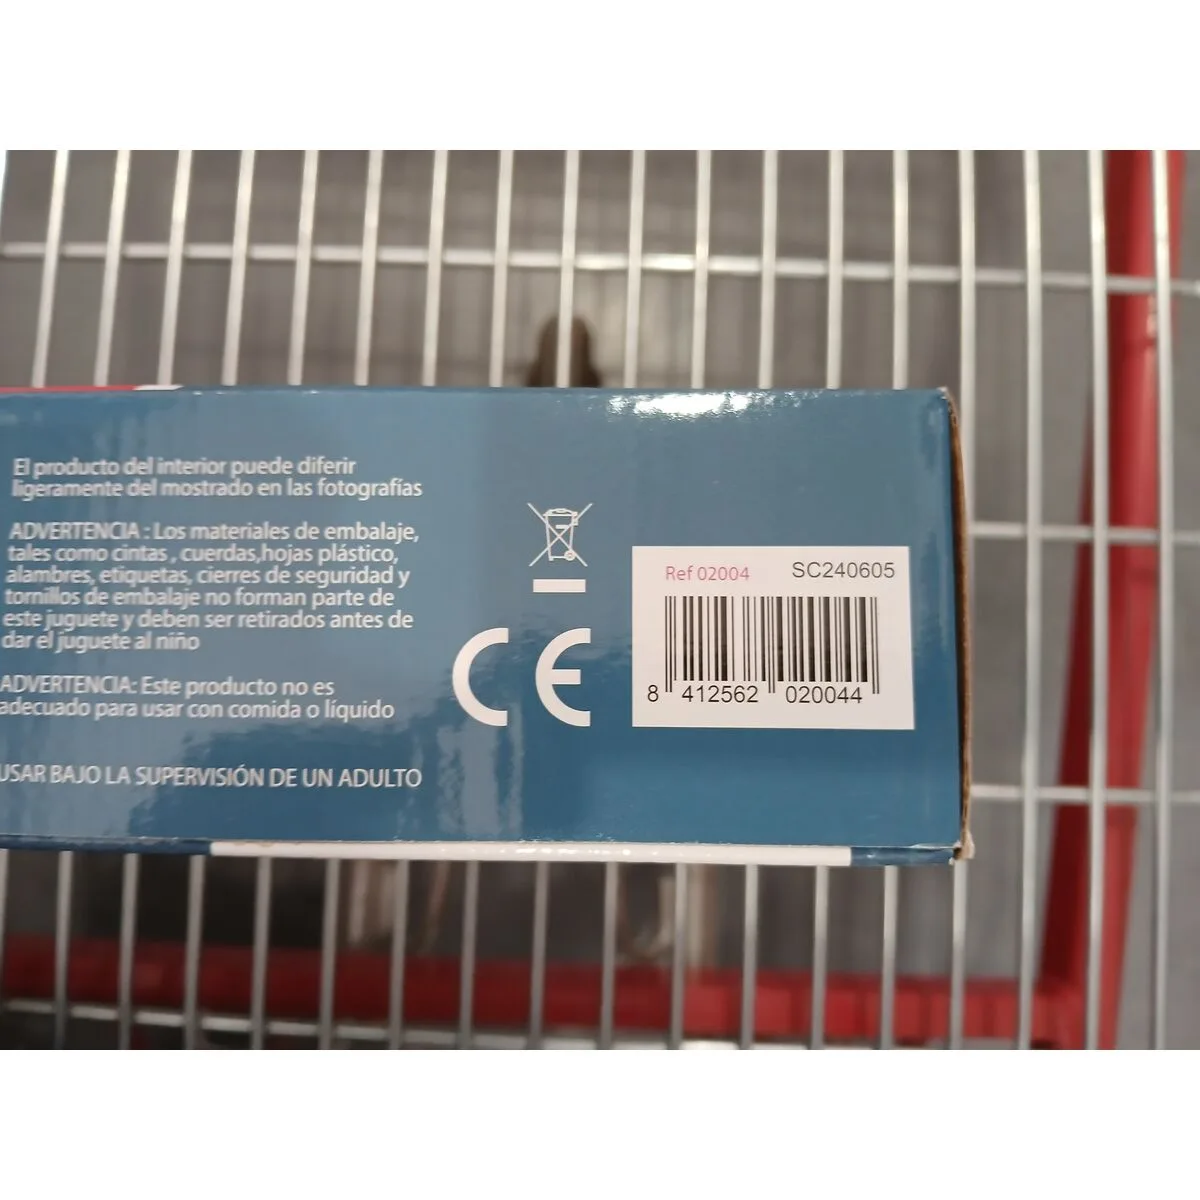 El producto del interior puede diferir
ligeramente del mostrado en las fotografías
ADVERTENCIA : Los materiales de embalaje,
tales como cintas , cuerdas,hojas plástico,
alambres, etiquetas, cierres de seguridad y
tornillos de embalaje no forman parte de
este juguete y deben ser retirados antes de
dar el juguete al niño
ADVERTENCIA: Este producto no es
adecuado para usar con comida o líquido
USAR BAJO LA SUPERVISIÓN DE UN ADULTO
CE
Ref 02004 SC240605
8 412562 020044